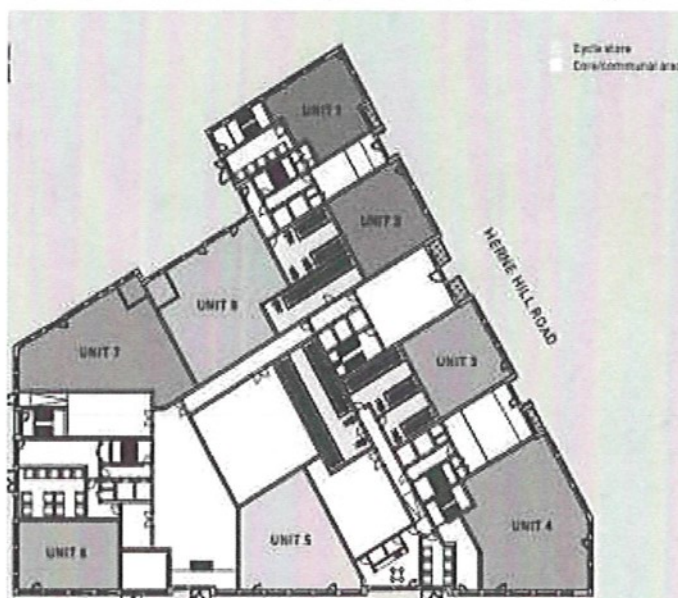 Cycle store
Core/communal area
UNIT 1
UNIT 2
HERNE HILL ROAD
UNIT 8
UNIT 7
UNIT 3
UNIT 4
UNIT 5
UNIT 6